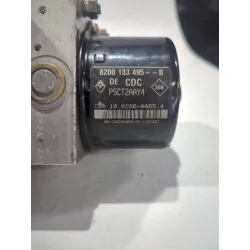 8200 183 495--B
DE CDC
P5CT2AAY4
10.0206-0065.4